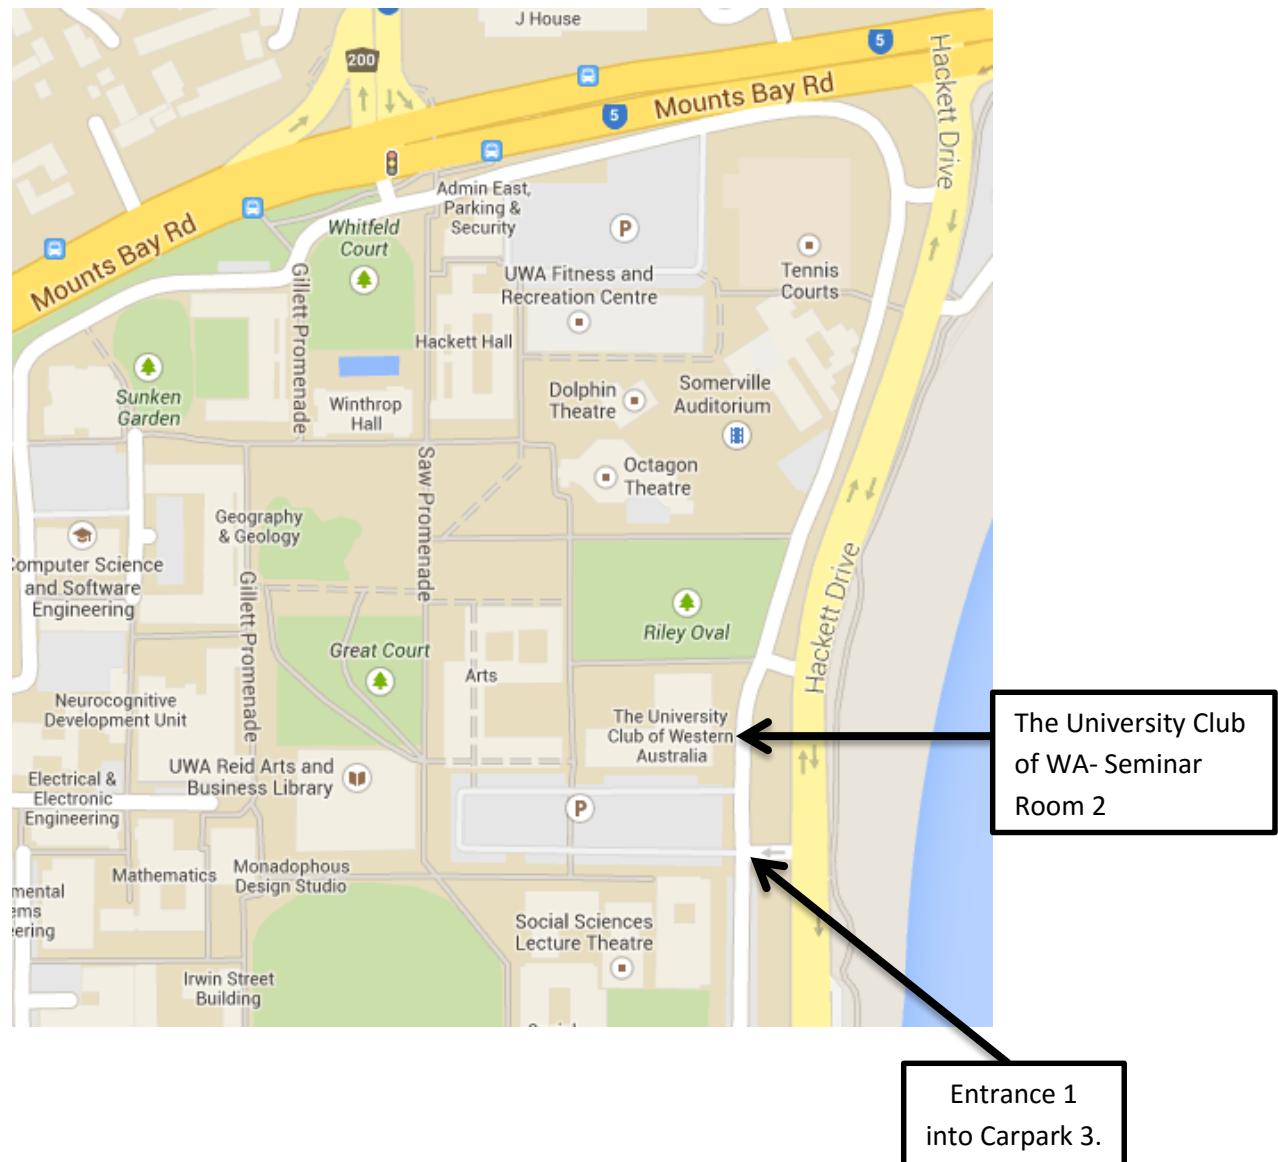 J House
200
5
Hackett Drive
Mounts Bay Rd
5
Admin East,
Parking &
Security
Whitfeld
Court
P
Mounts Bay Rd
Gillett Promenade
UWA Fitness and
Recreation Centre
Tennis
Courts
Hackett Hall
Sunken
Garden
Winthrop
Hall
Dolphin
Theatre
Somerville
Auditorium
Saw Promenade
Octagon
Theatre
Geography
& Geology
Computer Science
and Software
Engineering
Gillett Promenade
Hackett Drive
Riley Oval
Great Court
Arts
Neurocognitive
Development Unit
The University
Club of Western
Australia
The University Club
of WA- Seminar
Room 2
UWA Reid Arts and
Business Library
Electrical &
Electronic
Engineering
P
Mathematics
Monadophous
Design Studio
mental
ems
ering
Social Sciences
Lecture Theatre
Irwin Street
Building
Entrance 1
into Carpark 3.